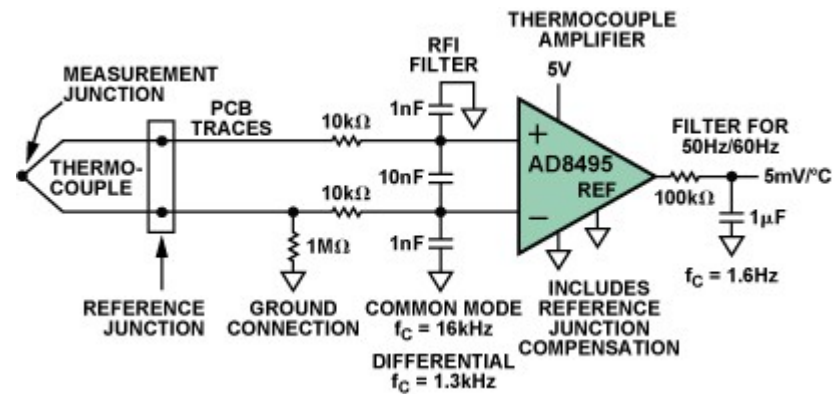 THERMOCOUPLE
AMPLIFIER
MEASUREMENT
JUNCTION
RFI
FILTER
5V
PCB
TRACES
10kΩ
1nF
FILTER FOR
50Hz/60Hz
THERMO-
COUPLE
10kΩ
10nF
+
AD8495
REF
−
100kΩ
5mV/°C
1MΩ
1nF
1µF
REFERENCE
JUNCTION
GROUND
CONNECTION
COMMON MODE
fC = 16kHz
DIFFERENTIAL
fC = 1.3kHz
INCLUDES
REFERENCE
JUNCTION
COMPENSATION
fC = 1.6Hz